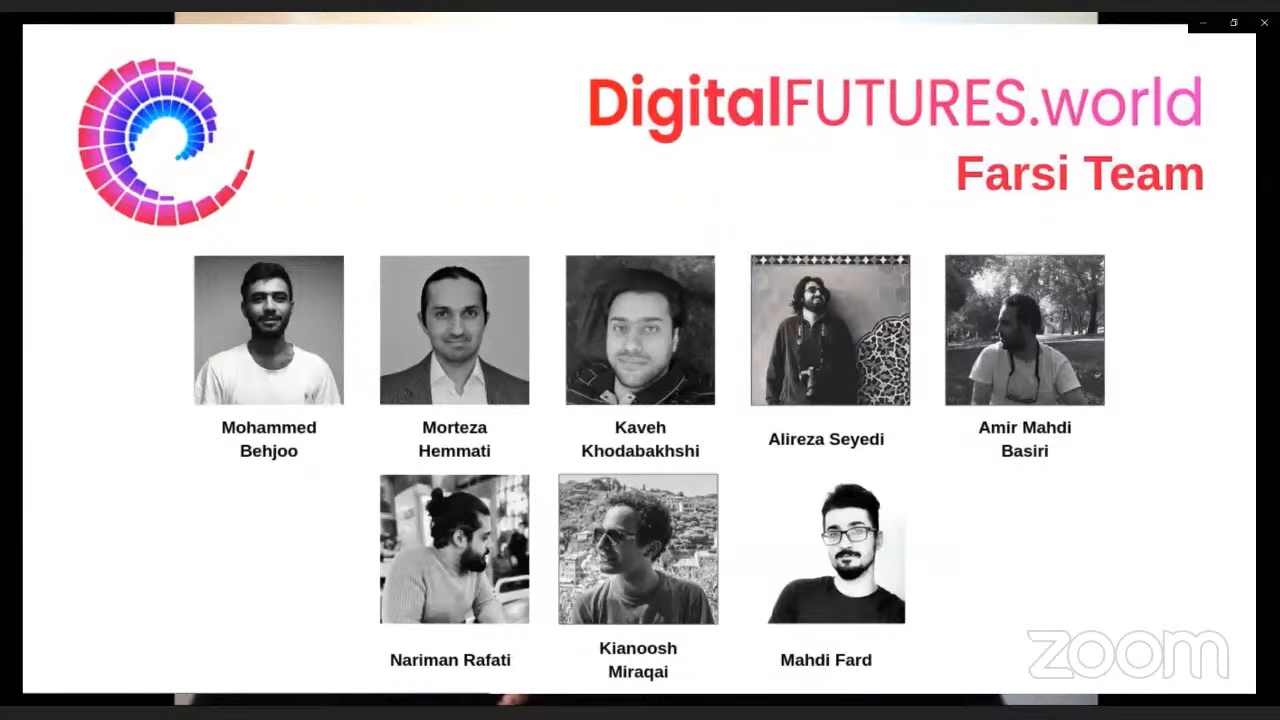 DigitalFUTURES.world
Farsi Team
Mohammed
Behjoo
Morteza
Hemmati
Kaveh
Khodabakhshi
Alireza Seyedi
Amir Mahdi
Basiri
Nariman Rafati
Kianoosh
Miraqai
Mahdi Fard
zoom